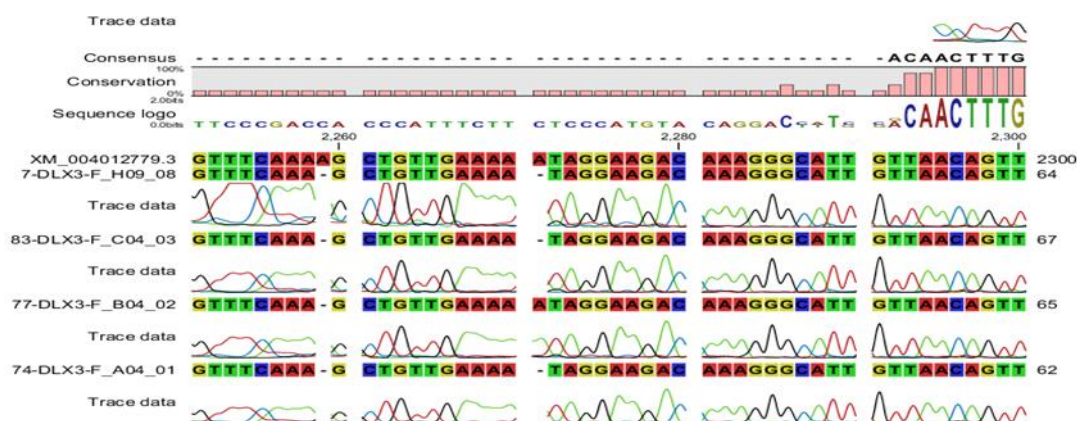 Trace data
Consensus - - - - - - - - - - - - - - - - - - - - - - - - - - - - - - - - - - - - - - - - - ACAACTTTG
100%
Conservation
0%
2.0bits
Sequence logo
0.0bits
TTCCCGACCA CCCATTTCTT CTCCCATGTA CAGGAC CAACTTTG
2,260 2,280 2,300
XM_004012779.3 GTTTCAAAAG CTGTTGAAAA ATAGGAAGAC AAAGGGCATT GTTAACAGTT 2300
7-DLX3-F_H09_08 GTTTCAAA-G CTGTTGAAAA -TAGGAAGAC AAAGGGCATT GTTAACAGTT 64
Trace data
83-DLX3-F_C04_03 GTTTCAAA-G CTGTTGAAAA -TAGGAAGAC AAAGGGCATT GTTAACAGTT 67
Trace data
77-DLX3-F_B04_02 GTTTCAAA-G CTGTTGAAAA ATAGGAAGAC AAAGGGCATT GTTAACAGTT 65
Trace data
74-DLX3-F_A04_01 GTTTCAAA-G CTGTTGAAAA -TAGGAAGAC AAAGGGCATT GTTAACAGTT 62
Trace data